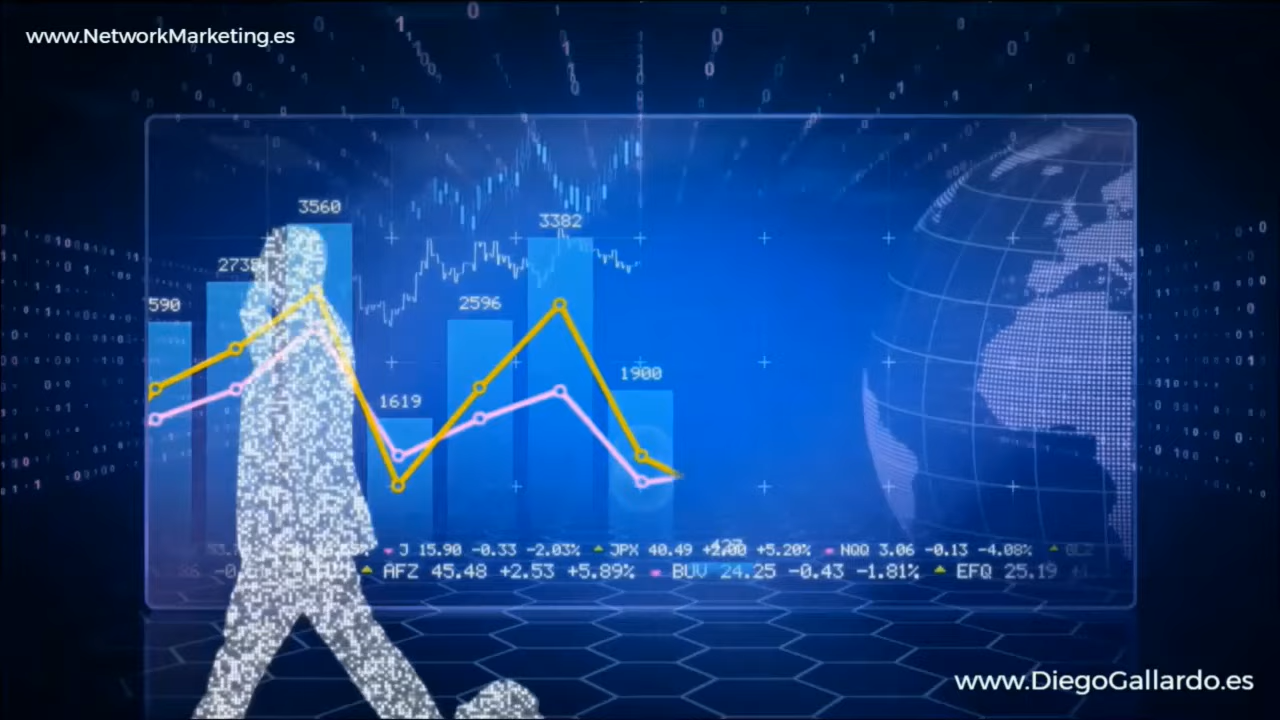 www.NetworkMarketing.es
3560
3382
2596
590
1900
1619
J 15.90 -0.33 -2.03% JPX 40.49 +2.00 +5.20% NQQ 3.06 -0.13 -4.08%
AFZ 45.48 +2.53 +5.89% BUV 24.25 -0.43 -1.81% EFQ 25.19
www.DiegoGallardo.es